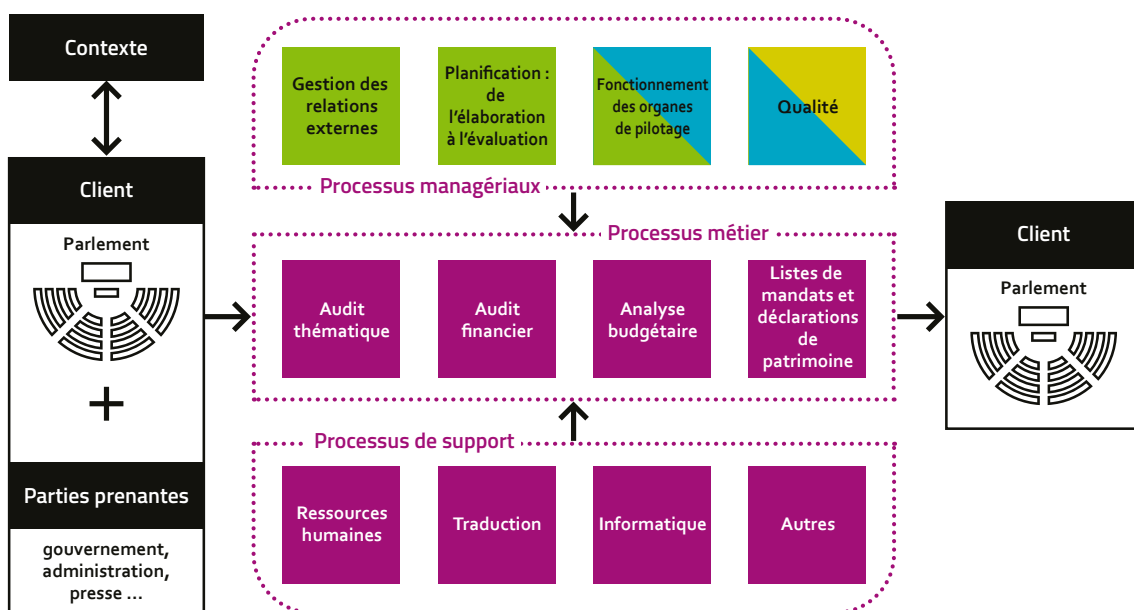 Contexte
Client
Parlement
+
Parties prenantes
gouvernement,
administration,
presse ...
Gestion des
relations
externes
Planification :
de
l'élaboration
à l'évaluation
Fonctionnement
des organes
de pilotage
Qualité
Processus managériaux
Processus métier
Audit
thématique
Audit
financier
Analyse
budgétaire
Listes de
mandats et
déclarations
de
patrimoine
Processus de support
Ressources
humaines
Traduction
Informatique
Autres
Client
Parlement